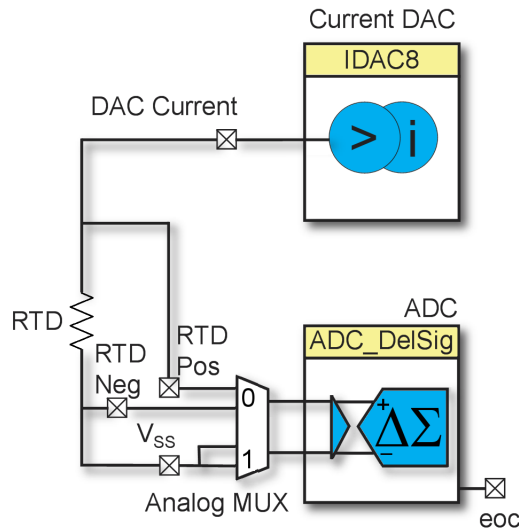 Current DAC
IDAC8
DAC Current
> i
RTD
RTD
Pos
RTD
Neg
ADC
ADC_DelSig
0
VSS
1
+
ΔΣ
−
Analog MUX
eoc